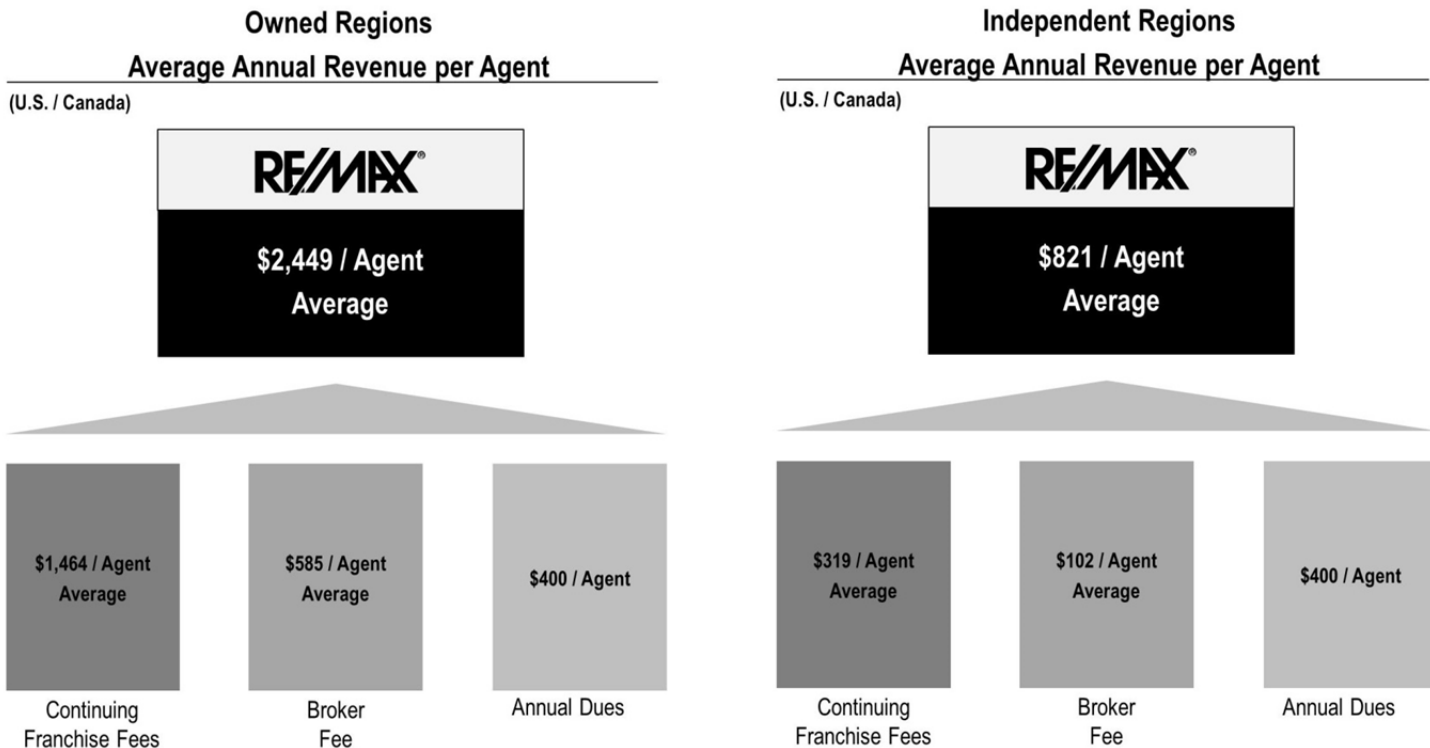 Owned Regions
Average Annual Revenue per Agent
(U.S. / Canada)
RE/MAX®
$2,449 / Agent
Average
$1,464 / Agent
Average
$585 / Agent
Average
$400 / Agent
Continuing
Franchise Fees
Broker
Fee
Annual Dues
Independent Regions
Average Annual Revenue per Agent
(U.S. / Canada)
RE/MAX®
$821 / Agent
Average
$319 / Agent
Average
$102 / Agent
Average
$400 / Agent
Continuing
Franchise Fees
Broker
Fee
Annual Dues